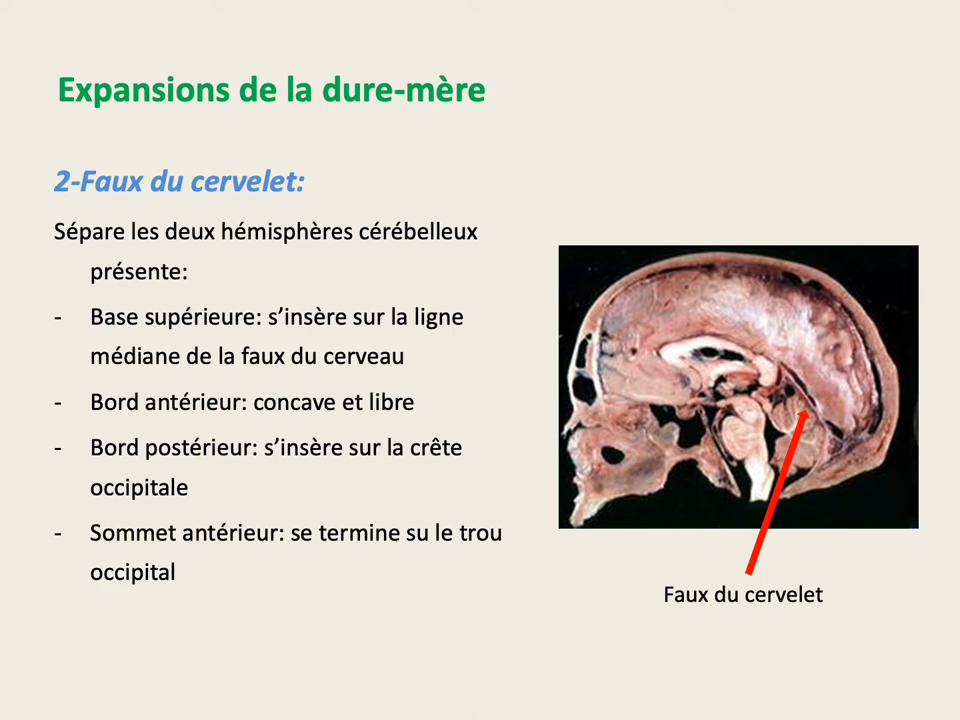 Expansions de la dure-mère
2-Faux du cervelet:
Sépare les deux hémisphères cérébelleux
présente:
- Base supérieure: s’insère sur la ligne
médiane de la faux du cerveau
- Bord antérieur: concave et libre
- Bord postérieur: s’insère sur la crête
occipitale
- Sommet antérieur: se termine su le trou
occipital
Faux du cervelet